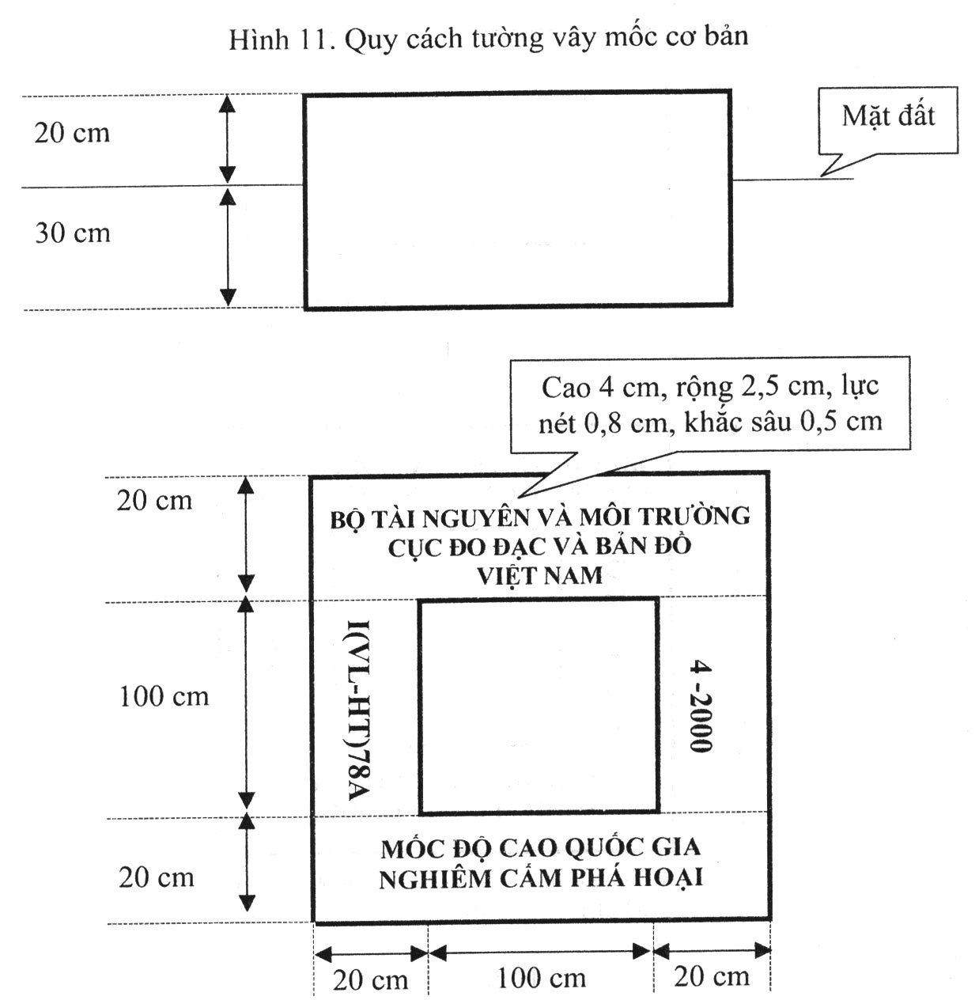 Hình 11. Quy cách tường vây mốc cơ bản
20 cm
Mặt đất
30 cm
Cao 4 cm, rộng 2,5 cm, lực
nét 0,8 cm, khắc sâu 0,5 cm
20 cm
BỘ TÀI NGUYÊN VÀ MÔI TRƯỜNG
CỤC ĐO ĐẠC VÀ BẢN ĐỒ
VIỆT NAM
100 cm
I(VL-HT)78A
4 -2000
20 cm
MỐC ĐỘ CAO QUỐC GIA
NGHIÊM CẤM PHÁ HOẠI
20 cm
100 cm
20 cm